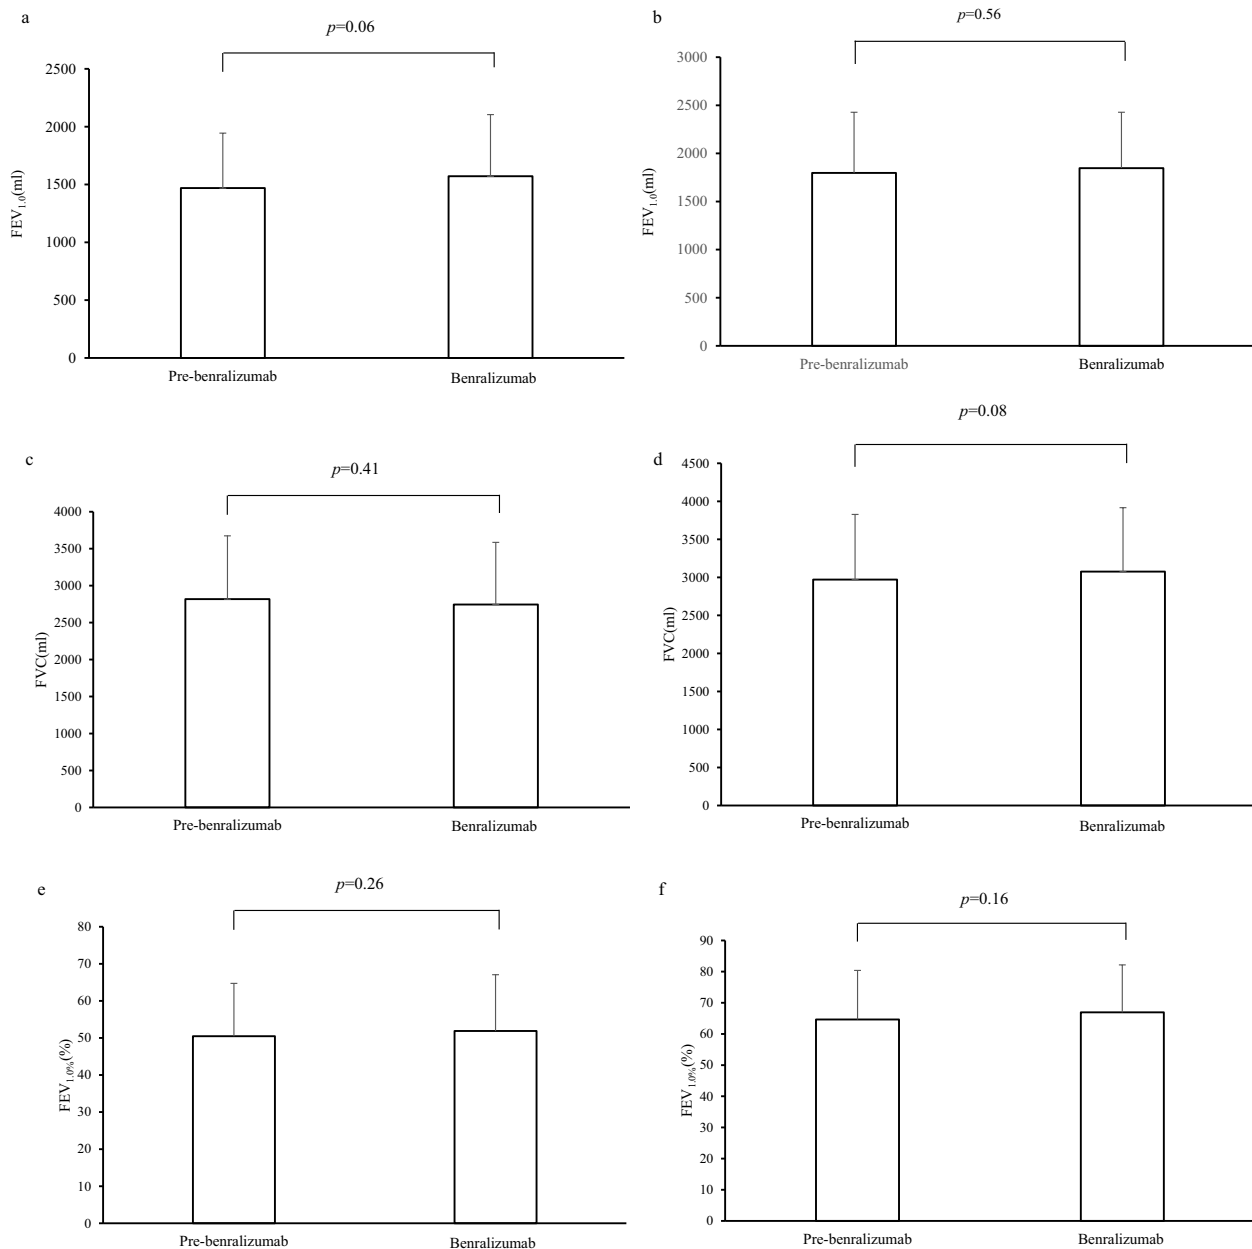 a
p=0.06
2500
2000
1500
1000
500
0
FEV1.0(ml)
Pre-benralizumab
Benralizumab
b
p=0.56
3000
2500
2000
1500
1000
500
0
FEV1.0(ml)
Pre-benralizumab
Benralizumab
c
p=0.41
4000
3500
3000
2500
2000
1500
1000
500
0
FVC(ml)
Pre-benralizumab
Benralizumab
d
p=0.08
4500
4000
3500
3000
2500
2000
1500
1000
500
0
FVC(ml)
Pre-benralizumab
Benralizumab
e
p=0.26
80
70
60
50
40
30
20
10
0
FEV1.0%(%)
Pre-benralizumab
Benralizumab
f
p=0.16
90
80
70
60
50
40
30
20
10
0
FEV1.0%(%)
Pre-benralizumab
Benralizumab